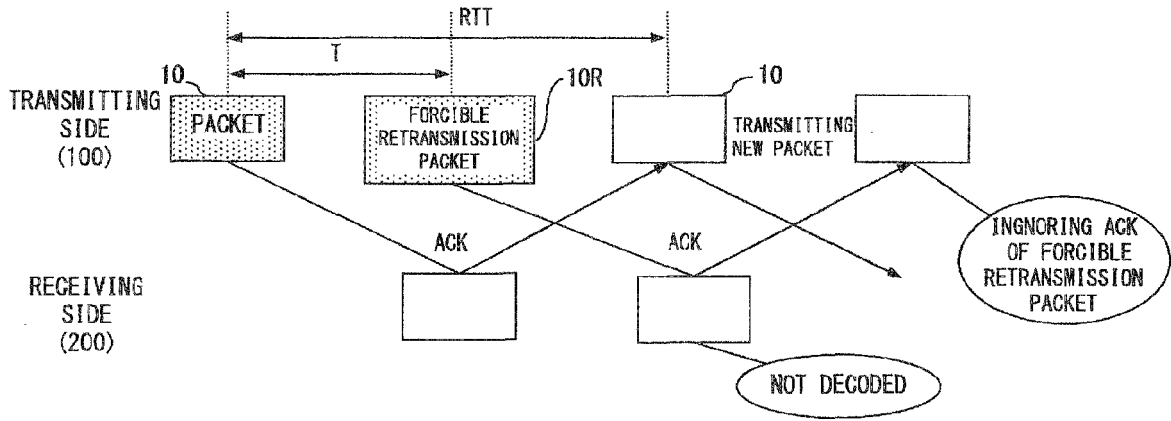 RTT
T
10
10R
10
TRANSMITTING
SIDE
(100)
PACKET
FORCIBLE
RETRANSMISSION
PACKET
TRANSMITTING
NEW PACKET
INGNORING ACK
OF FORCIBLE
RETRANSMISSION
PACKET
ACK
ACK
RECEIVING
SIDE
(200)
NOT DECODED